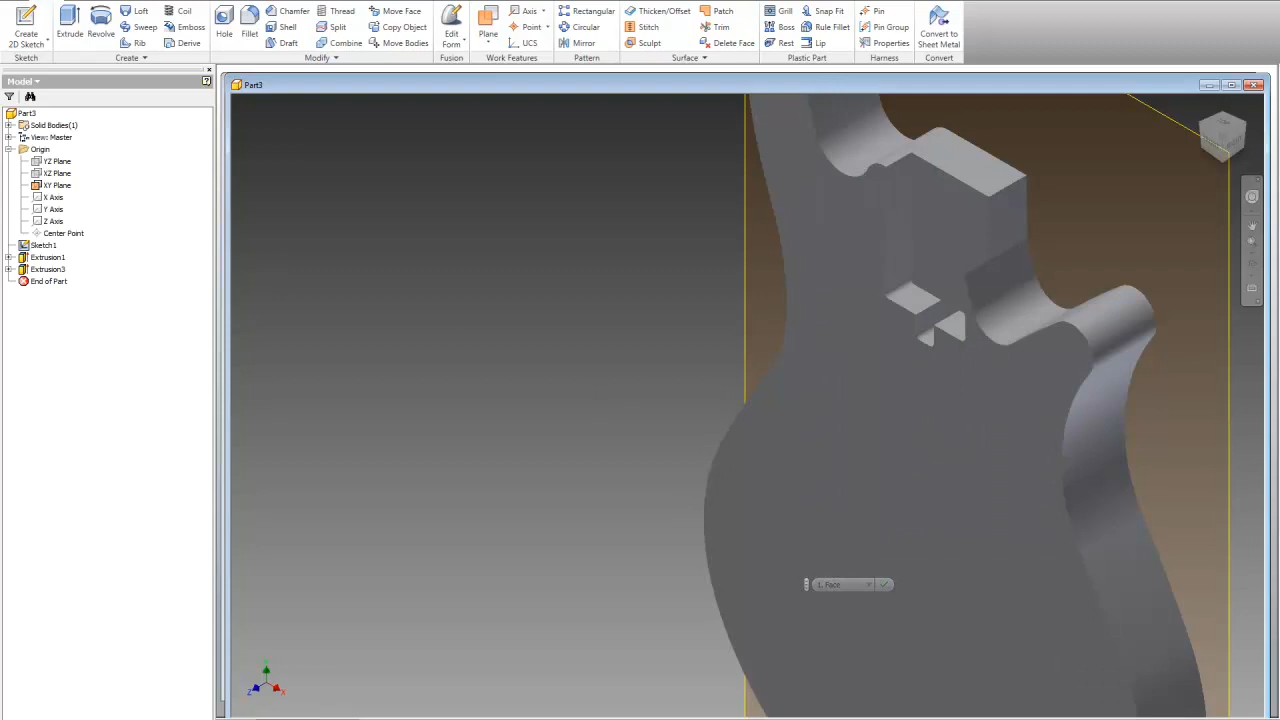 Create
2D Sketch
Sketch
Extrude
Revolve
Loft
Sweep
Rib
Coil
Emboss
Derive
Create
Hole
Fillet
Chamfer
Shell
Draft
Thread
Split
Combine
Move Face
Copy Object
Move Bodies
Modify
Edit
Form
Fusion
Plane
Axis
Point
UCS
Work Features
Rectangular
Circular
Mirror
Pattern
Thicken/Offset
Stitch
Sculpt
Patch
Trim
Delete Face
Surface
Grill
Boss
Rest
Snap Fit
Rule Fillet
Lip
Plastic Part
Pin
Pin Group
Properties
Harness
Convert to
Sheet Metal
Convert
Model
Part3
Solid Bodies(1)
View: Master
Origin
YZ Plane
XZ Plane
XY Plane
X Axis
Y Axis
Z Axis
Center Point
Sketch1
Extrusion1
Extrusion3
End of Part
Part3
1. Face
Z
X